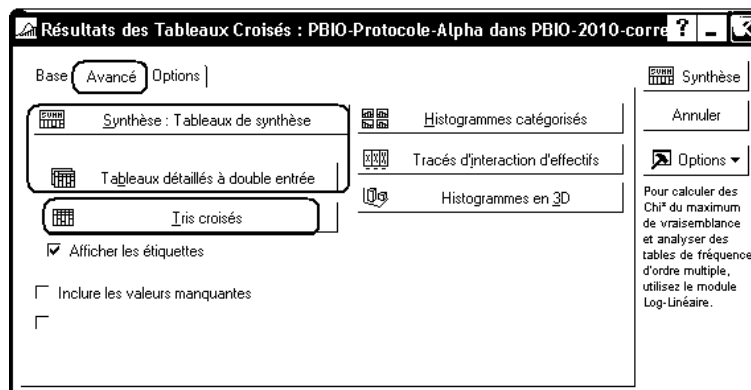 Résultats des Tableaux Croisés : PBIO-Protocole-Alpha dans PBIO-2010-corre ? _
Base Avancé Options
Synthèse : Tableaux de synthèse
Tableaux détaillés à double entrée
Tris croisés
Afficher les étiquettes
Inclure les valeurs manquantes
Histogrammes catégorisés
Tracés d'interaction d'effectifs
Histogrammes en 3D
Synthèse
Annuler
Options
Pour calculer des
Chi² du maximum
de vraisemblance
et analyser des
tables de fréquence
d'ordre multiple,
utilisez le module
Log-Linéaire.